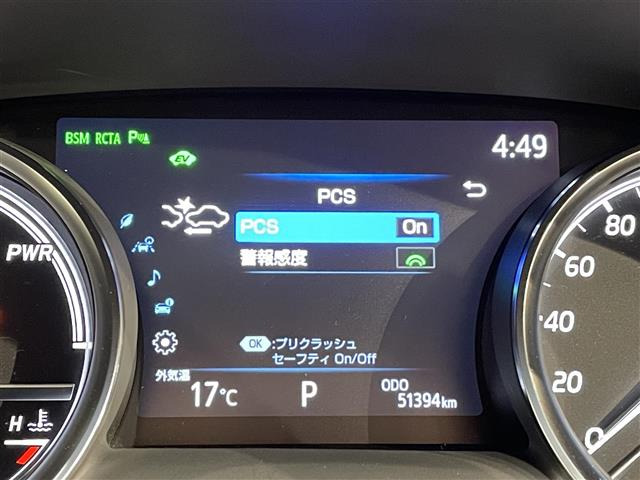 BSM RCTA P
4:49
EV
PCS
PCS On
警報感度
OK :プリクラッシュ
セーフティ On/Off
外気温
17℃
P
ODO
51394km
PWR
H
80
60
40
20
0